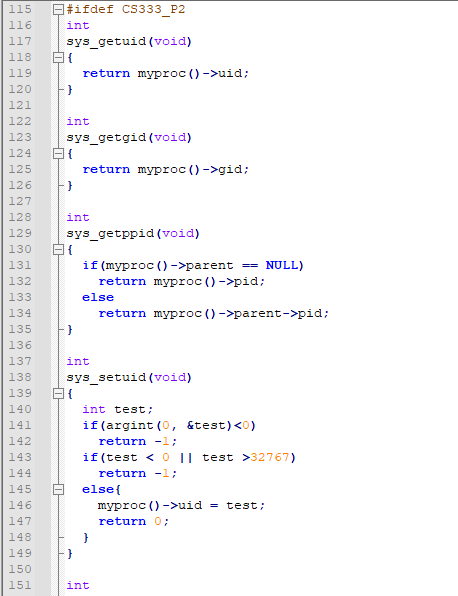 115 #ifdef CS333_P2
116 int
117 sys_getuid(void)
118 {
119 return myproc()->uid;
120 }
121
122 int
123 sys_getgid(void)
124 {
125 return myproc()->gid;
126 }
127
128 int
129 sys_getppid(void)
130 {
131 if(myproc()->parent == NULL)
132 return myproc()->pid;
133 else
134 return myproc()->parent->pid;
135 }
136
137 int
138 sys_setuid(void)
139 {
140 int test;
141 if(argint(0, &test)<0)
142 return -1;
143 if(test < 0 || test >32767)
144 return -1;
145 else{
146 myproc()->uid = test;
147 return 0;
148 }
149 }
150
151 int